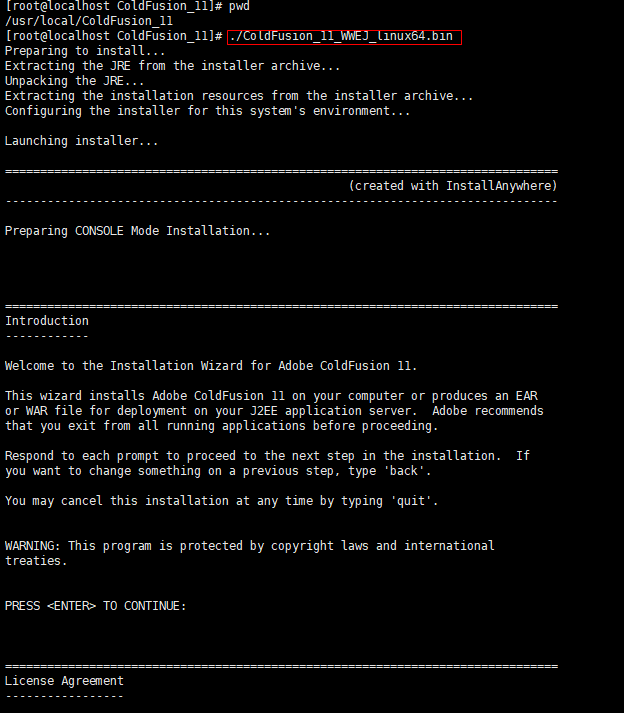 [root@localhost ColdFusion_11]# pwd
/usr/local/ColdFusion_11
[root@localhost ColdFusion_11]# ./ColdFusion_11_WWEJ_linux64.bin
Preparing to install...
Extracting the JRE from the installer archive...
Unpacking the JRE...
Extracting the installation resources from the installer archive...
Configuring the installer for this system's environment...
Launching installer...
===============================================================================
(created with InstallAnywhere)
-------------------------------------------------------------------------------
Preparing CONSOLE Mode Installation...
===============================================================================
Introduction
------------
Welcome to the Installation Wizard for Adobe ColdFusion 11.
This wizard installs Adobe ColdFusion 11 on your computer or produces an EAR
or WAR file for deployment on your J2EE application server.  Adobe recommends
that you exit from all running applications before proceeding.
Respond to each prompt to proceed to the next step in the installation.  If
you want to change something on a previous step, type 'back'.
You may cancel this installation at any time by typing 'quit'.
WARNING: This program is protected by copyright laws and international
treaties.
PRESS <ENTER> TO CONTINUE:
===============================================================================
License Agreement
-----------------